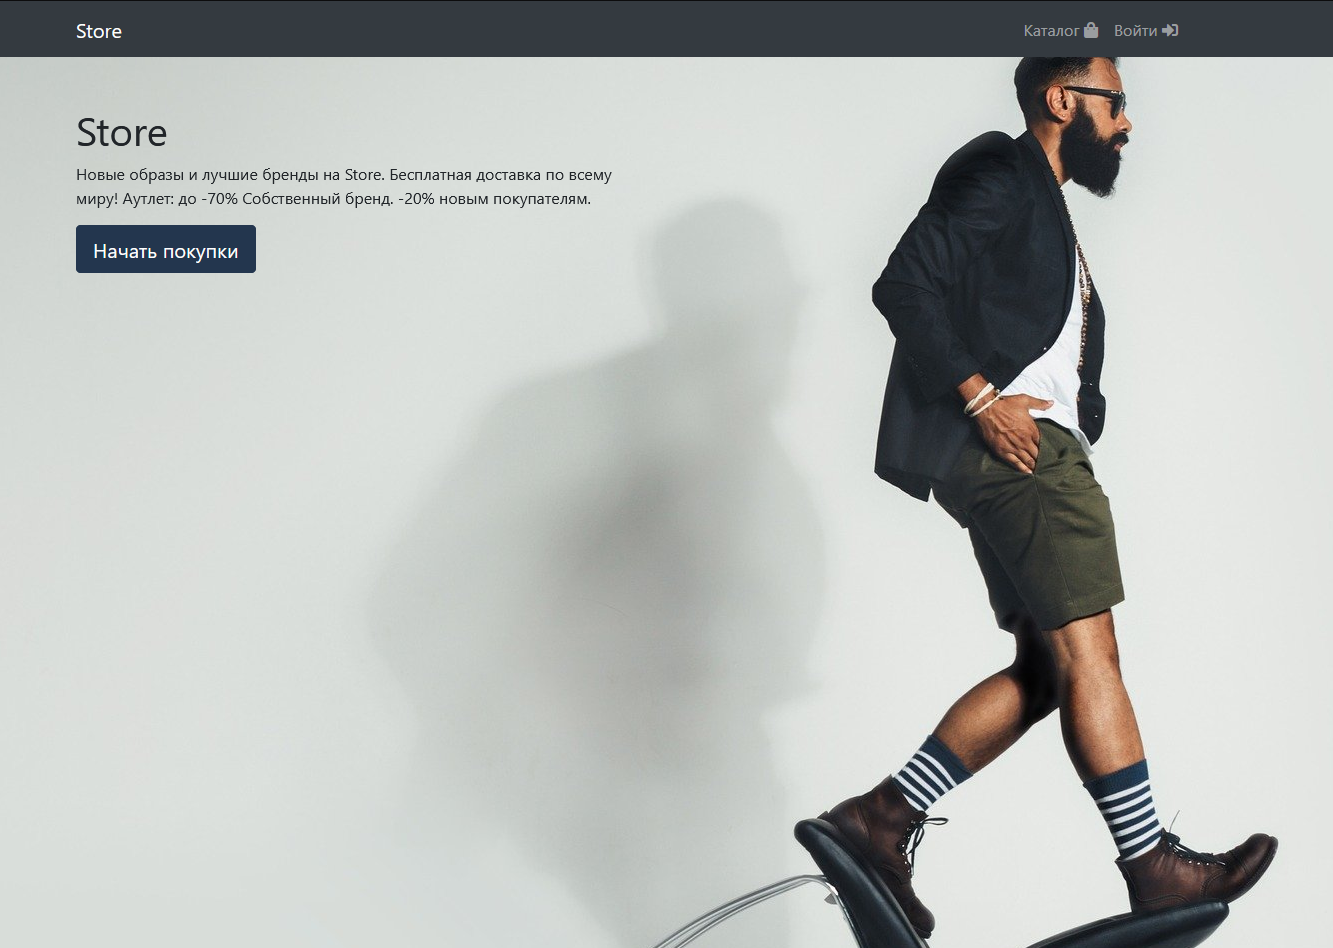 Store
Каталог
Войти
Store
Новые образы и лучшие бренды на Store. Бесплатная доставка по всему
миру! Аутлет: до -70% Собственный бренд. -20% новым покупателям.
Начать покупки